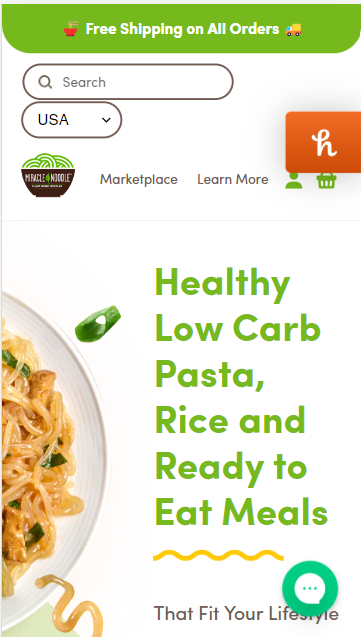 Free Shipping on All Orders
Search
USA
MIRACLE NOODLE
Marketplace
Learn More
h
Healthy
Low Carb
Pasta,
Rice and
Ready to
Eat Meals
That Fit Your Lifestyle